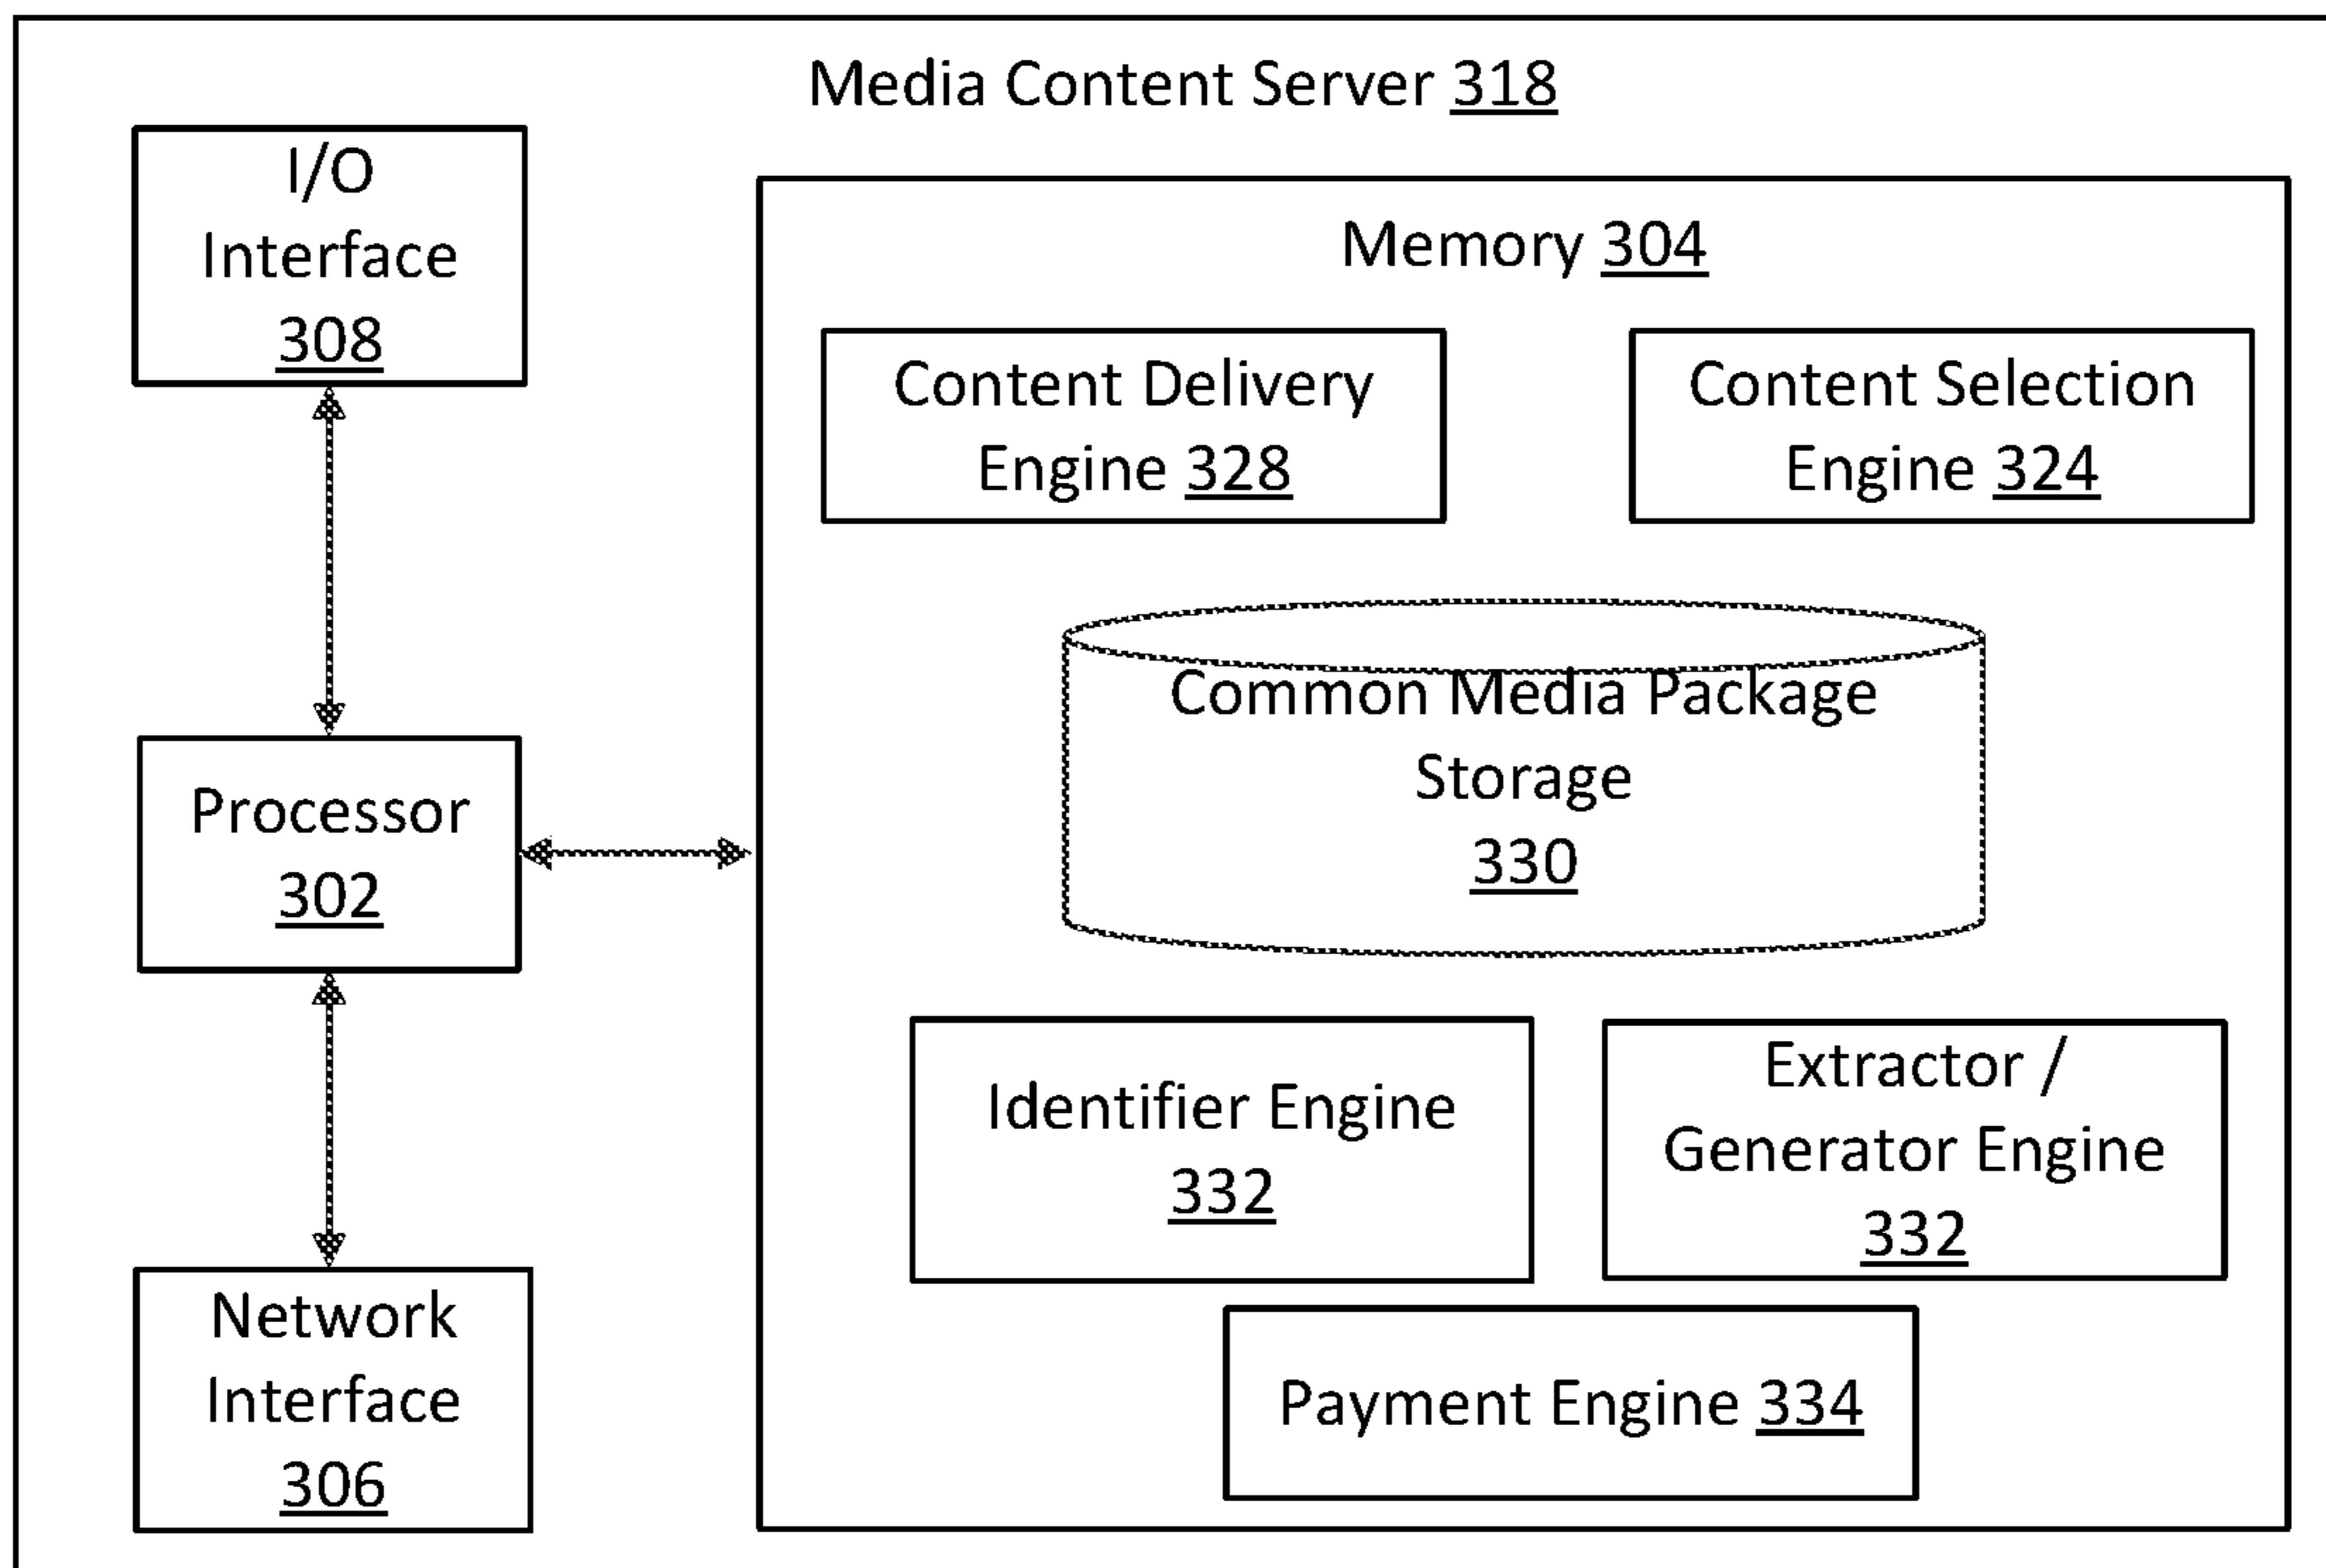 Media Content Server 318
I/O
Interface
308
Processor
302
Network
Interface
306
Memory 304
Content Delivery
Engine 328
Content Selection
Engine 324
Common Media Package
Storage
330
Identifier Engine
332
Extractor /
Generator Engine
332
Payment Engine 334